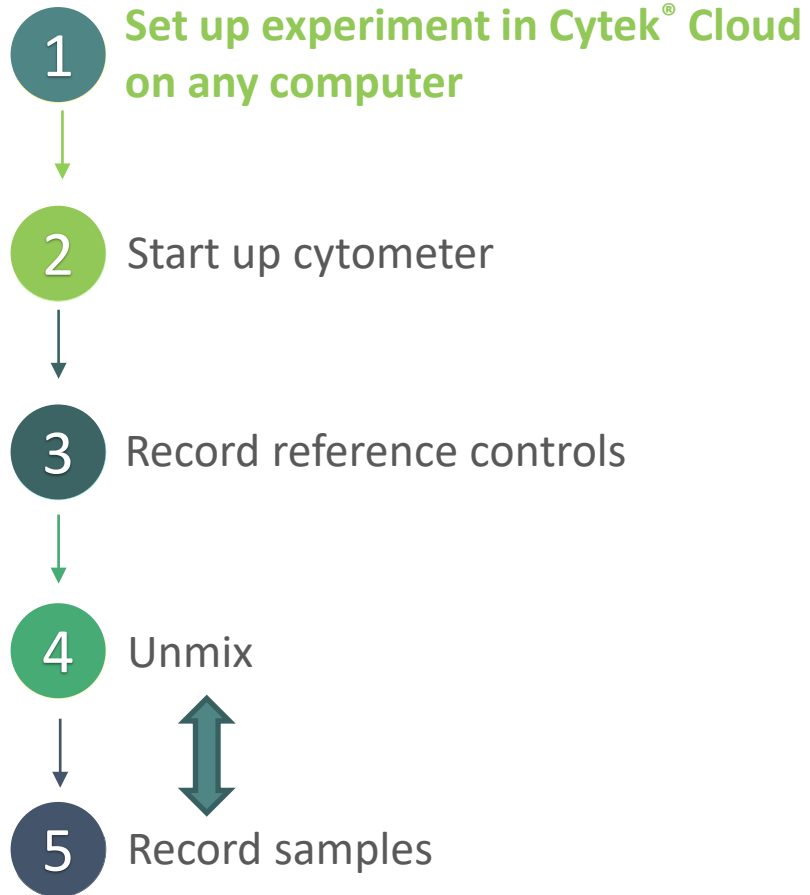 1
Set up experiment in Cytek® Cloud
on any computer
2
Start up cytometer
3
Record reference controls
4
Unmix
5
Record samples